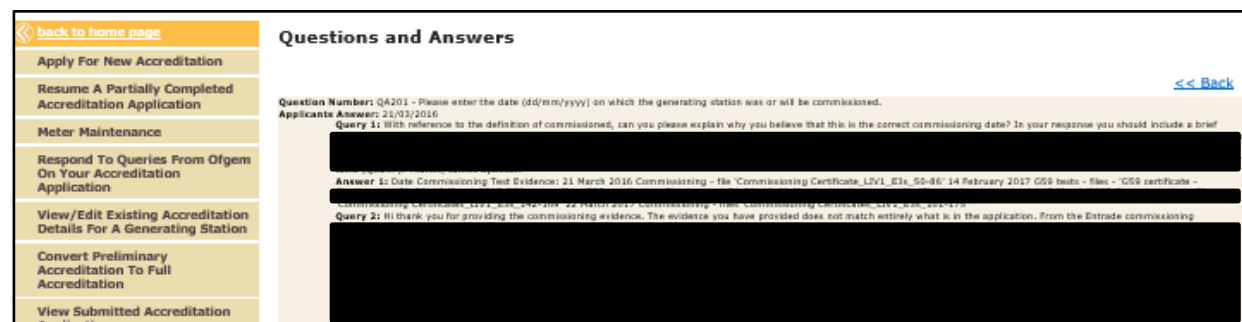 back to home page
Apply For New Accreditation
Resume A Partially Completed
Accreditation Application
Meter Maintenance
Respond To Queries From Ofgem
On Your Accreditation
Application
View/Edit Existing Accreditation
Details For A Generating Station
Convert Preliminary
Accreditation To Full
Accreditation
View Submitted Accreditation
Questions and Answers
<< Back
Question Number: QA201 - Please enter the date (dd/mm/yyyy) on which the generating station was or will be commissioned.
Applicants Answer: 21/03/2016
Query 1: With reference to the definition of commissioned, can you please explain why you believe that this is the correct commissioning date? In your response you should include a brief
Answer 1: Date Commissioning Test Evidence: 21 March 2016 Commissioning - file 'Commissioning Certificate_LIV1_E3s_50-86' 14 February 2017 G59 tests - files - 'G59 certificate -
22 March 2017 Commissioning - files
Query 2: Hi thank you for providing the commissioning evidence. The evidence you have provided does not match entirely what is in the application. From the Entrade commissioning